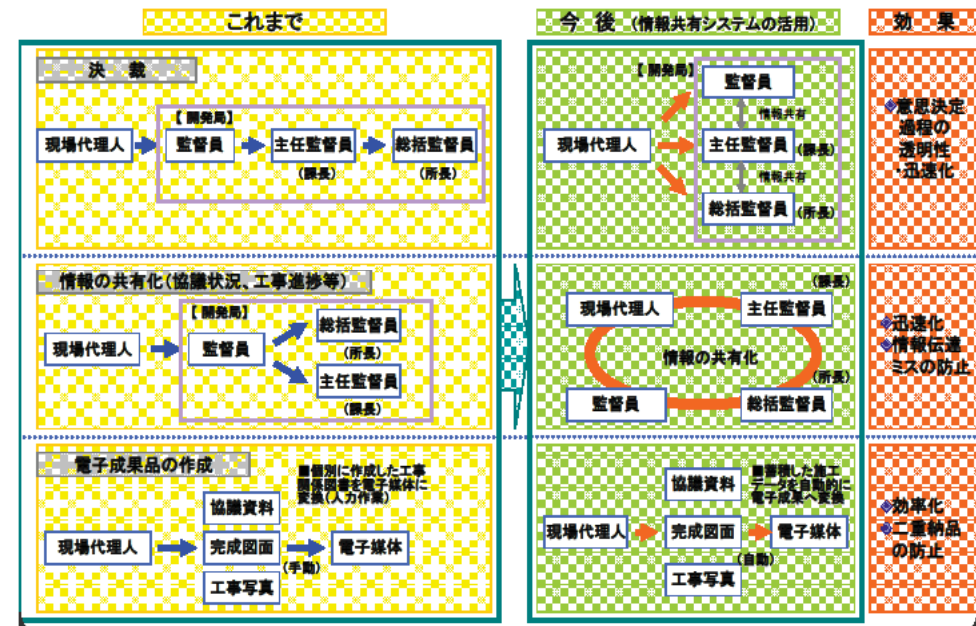 これまで
今 後 (情報共有システムの活用)
効 果
決 裁
【開発局】
現場代理人
監督員
主任監督員
(課長)
総括監督員
(所長)
【開発局】
現場代理人
監督員
情報共有
主任監督員
(課長)
情報共有
総括監督員
(所長)
意思決定
過程の
透明性
・迅速化
情報の共有化(協議状況、工事進捗等)
【開発局】
現場代理人
監督員
総括監督員
(所長)
主任監督員
(課長)
(課長)
現場代理人
主任監督員
情報の共有化
(所長)
監督員
総括監督員
迅速化
情報伝達
ミスの防止
電子成果品の作成
■個別に作成した工事
関係図書を電子媒体に
変換(人力作業)
協議資料
現場代理人
完成図面
(手動)
電子媒体
工事写真
■蓄積した施工
データを自動的に
電子成果へ変換
協議資料
現場代理人
完成図面
(自動)
電子媒体
工事写真
効率化
二重納品
の防止